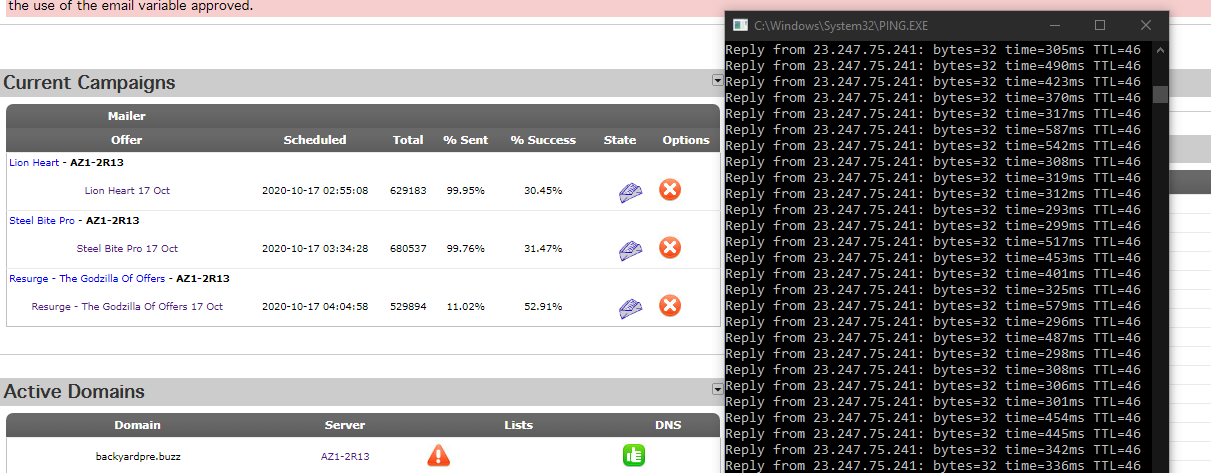 the use of the email variable approved.
Current Campaigns
Mailer
Offer Scheduled Total % Sent % Success State Options
Lion Heart - AZ1-2R13
Lion Heart 17 Oct 2020-10-17 02:55:08 629183 99.95% 30.45%
Steel Bite Pro - AZ1-2R13
Steel Bite Pro 17 Oct 2020-10-17 03:34:28 680537 99.76% 31.47%
Resurge - The Godzilla Of Offers - AZ1-2R13
Resurge - The Godzilla Of Offers 17 Oct 2020-10-17 04:04:58 529894 11.02% 52.91%
Active Domains
Domain Server Lists DNS
backyardpre.buzz AZ1-2R13
C:\Windows\System32\PING.EXE
Reply from 23.247.75.241: bytes=32 time=305ms TTL=46
Reply from 23.247.75.241: bytes=32 time=490ms TTL=46
Reply from 23.247.75.241: bytes=32 time=423ms TTL=46
Reply from 23.247.75.241: bytes=32 time=370ms TTL=46
Reply from 23.247.75.241: bytes=32 time=317ms TTL=46
Reply from 23.247.75.241: bytes=32 time=587ms TTL=46
Reply from 23.247.75.241: bytes=32 time=542ms TTL=46
Reply from 23.247.75.241: bytes=32 time=308ms TTL=46
Reply from 23.247.75.241: bytes=32 time=319ms TTL=46
Reply from 23.247.75.241: bytes=32 time=312ms TTL=46
Reply from 23.247.75.241: bytes=32 time=293ms TTL=46
Reply from 23.247.75.241: bytes=32 time=299ms TTL=46
Reply from 23.247.75.241: bytes=32 time=517ms TTL=46
Reply from 23.247.75.241: bytes=32 time=453ms TTL=46
Reply from 23.247.75.241: bytes=32 time=401ms TTL=46
Reply from 23.247.75.241: bytes=32 time=325ms TTL=46
Reply from 23.247.75.241: bytes=32 time=579ms TTL=46
Reply from 23.247.75.241: bytes=32 time=296ms TTL=46
Reply from 23.247.75.241: bytes=32 time=487ms TTL=46
Reply from 23.247.75.241: bytes=32 time=298ms TTL=46
Reply from 23.247.75.241: bytes=32 time=308ms TTL=46
Reply from 23.247.75.241: bytes=32 time=306ms TTL=46
Reply from 23.247.75.241: bytes=32 time=301ms TTL=46
Reply from 23.247.75.241: bytes=32 time=454ms TTL=46
Reply from 23.247.75.241: bytes=32 time=445ms TTL=46
Reply from 23.247.75.241: bytes=32 time=342ms TTL=46
Reply from 23.247.75.241: bytes=32 time=336ms TTL=46